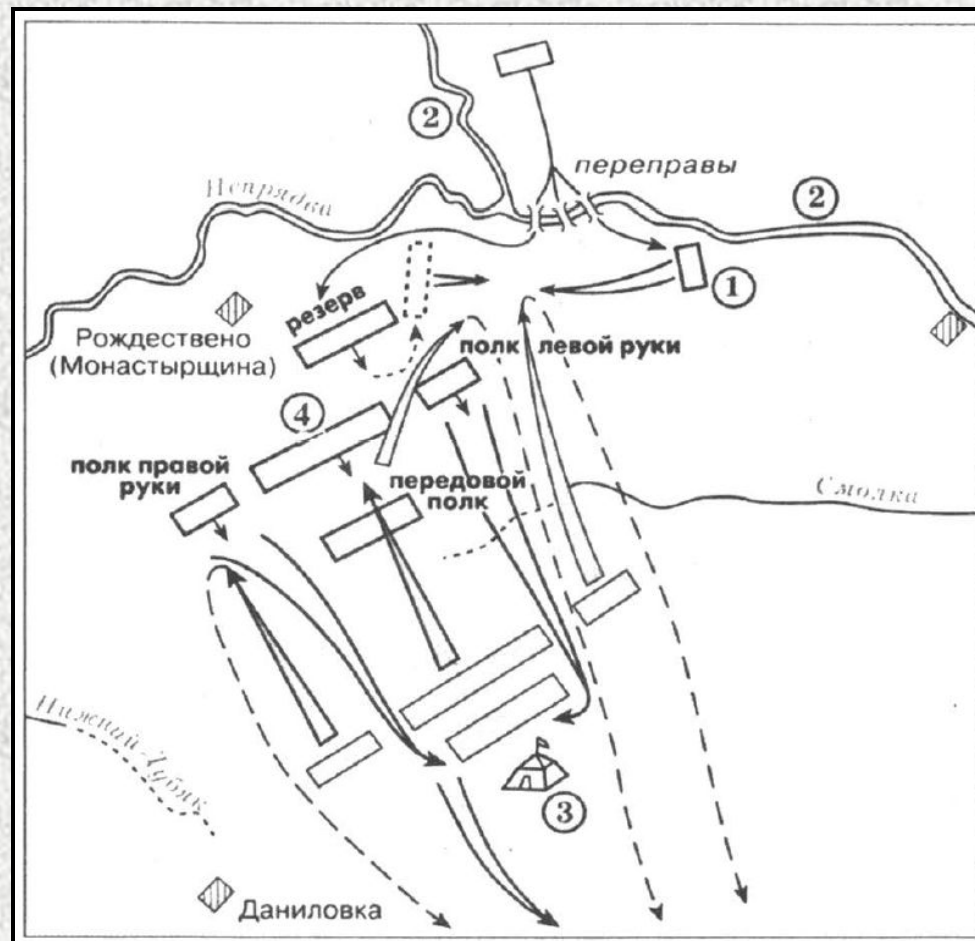 2
переправы
2
Непрядка
1
резерв
Рождествено
(Монастырщина)
полк левой руки
4
полк правой
руки
передовой
полк
Смолка
Нижний Дубяк
3
Даниловка